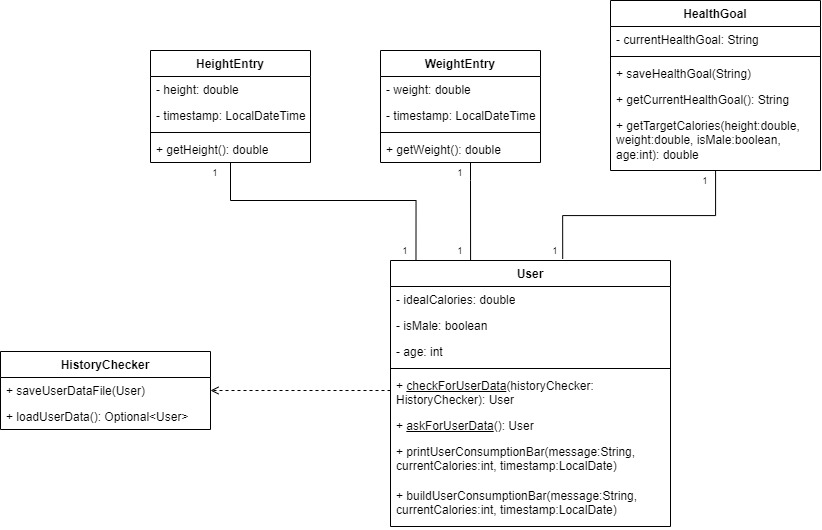 HealthGoal
- currentHealthGoal: String
+ saveHealthGoal(String)
+ getCurrentHealthGoal(): String
+ getTargetCalories(height:double,
weight:double, isMale:boolean,
age:int): double
HeightEntry
- height: double
- timestamp: LocalDateTime
+ getHeight(): double
WeightEntry
- weight: double
- timestamp: LocalDateTime
+ getWeight(): double
1
1
1
1
1
1
User
- idealCalories: double
- isMale: boolean
- age: int
+ checkForUserData(historyChecker:
HistoryChecker): User
+ askForUserData(): User
+ printUserConsumptionBar(message:String,
currentCalories:int, timestamp:LocalDate)
+ buildUserConsumptionBar(message:String,
currentCalories:int, timestamp:LocalDate)
HistoryChecker
+ saveUserDataFile(User)
+ loadUserData(): Optional<User>